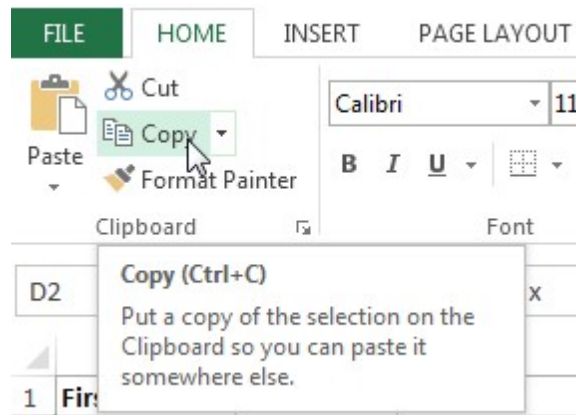 FILE HOME INSERT PAGE LAYOUT
Cut
Calibri 11
Copy
Paste
B I U
Format Painter
Clipboard Font
Copy (Ctrl+C)
D2
Put a copy of the selection on the
Clipboard so you can paste it
somewhere else.
1